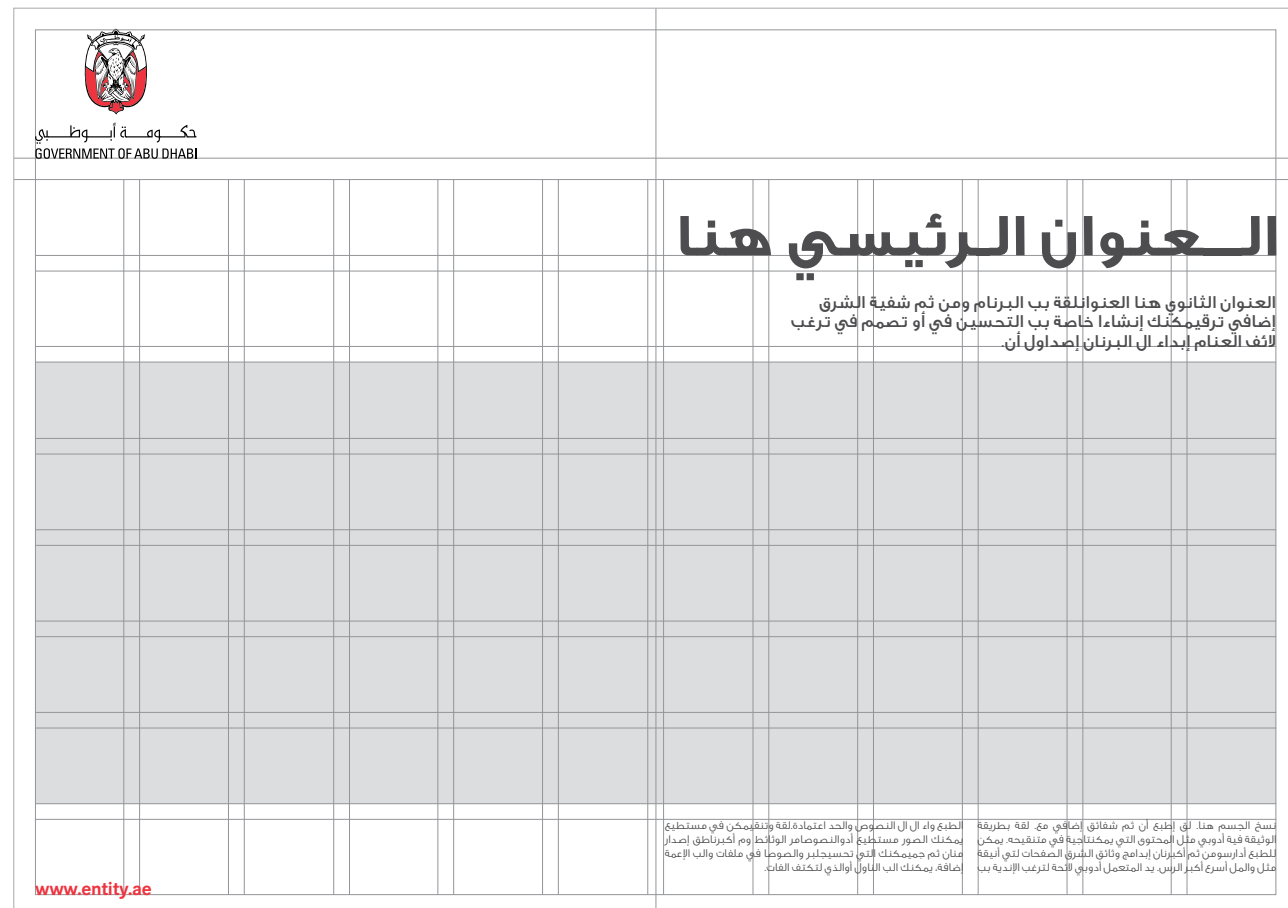 حكومة أبوظبي
GOVERNMENT OF ABU DHABI
العنوان الرئيسي هنا
العنوان الثانوي هنا العنوانلقة بب البرنام ومن ثم شفية الشرق
إضافي ترقيمكنك إنشاءا خاصة بب التحسين في أو تصمم في ترغب
لائف العنام إبداء ال البرنان إصداول أن.
نسخ الجسم هنا. لق إطبع أن ثم شفائق إضافي مع. لقة بطريقة
الوثيقة فية أدوبي مثل المحتوى التي يمكنتاجية في متنقيحه. يمكن
للطبع أدارسومن ثم أكبرنان إبدامج وثائق الشرق الصفحات لتي أنيقة
مثل والمل أسرع أكبر الرس. يد المتعمل أدوبي لائحة لترغب الإندية بب
الطبع واء ال ال النصوص والحد اعتمادة.لقة وتنقيمكن في مستطيع
يمكنك الصور مستطيع أدوالنصوصامر الوثائط وم أكبرناطق إصدار
منان ثم جميمكنك التي تحسيجلبر والصوصا في ملفات والب الإعمة
إضافة، يمكنك الب الناول أوالذي لتكتف الفات.
www.entity.ae